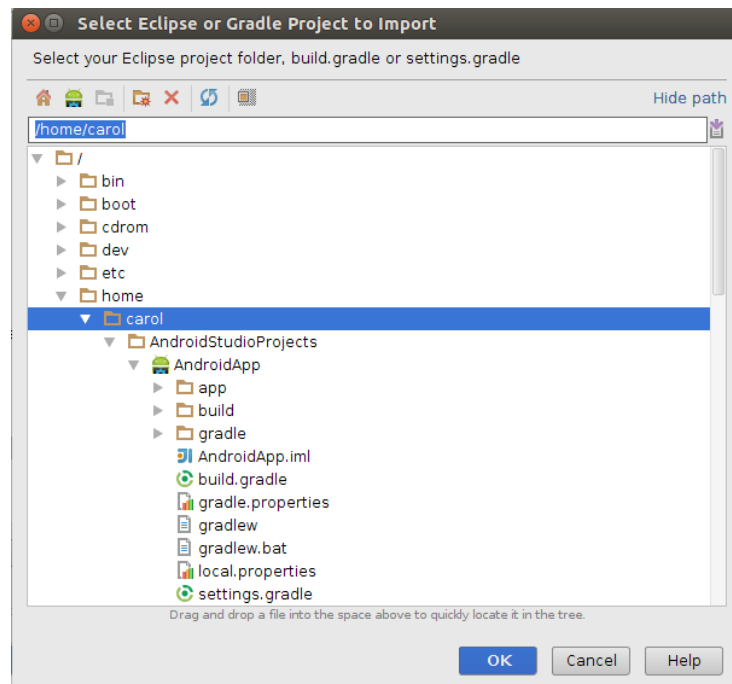 Select Eclipse or Gradle Project to Import
Select your Eclipse project folder, build.gradle or settings.gradle
Hide path
/home/carol
/
bin
boot
cdrom
dev
etc
home
carol
AndroidStudioProjects
AndroidApp
app
build
gradle
AndroidApp.iml
build.gradle
gradle.properties
gradlew
gradlew.bat
local.properties
settings.gradle
Drag and drop a file into the space above to quickly locate it in the tree.
OK Cancel Help